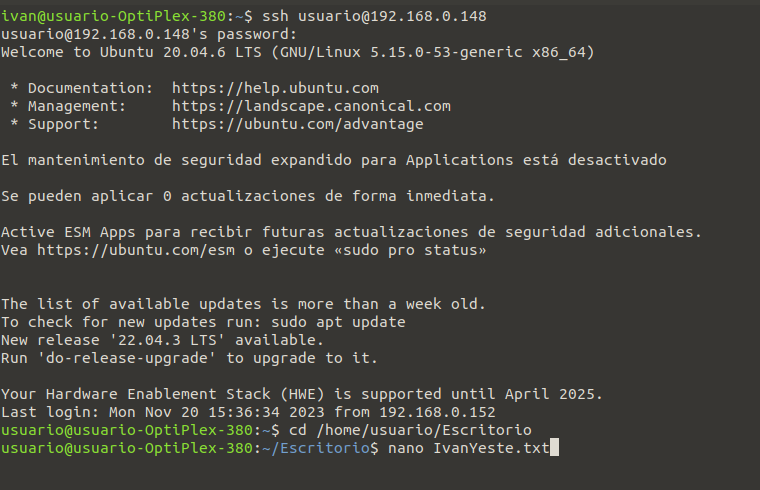 ivan@usuario-OptiPlex-380:~$ ssh usuario@192.168.0.148
usuario@192.168.0.148's password:
Welcome to Ubuntu 20.04.6 LTS (GNU/Linux 5.15.0-53-generic x86_64)
 * Documentation:  https://help.ubuntu.com
 * Management:     https://landscape.canonical.com
 * Support:        https://ubuntu.com/advantage
El mantenimiento de seguridad expandido para Applications está desactivado
Se pueden aplicar 0 actualizaciones de forma inmediata.
Active ESM Apps para recibir futuras actualizaciones de seguridad adicionales.
Vea https://ubuntu.com/esm o ejecute «sudo pro status»
The list of available updates is more than a week old.
To check for new updates run: sudo apt update
New release '22.04.3 LTS' available.
Run 'do-release-upgrade' to upgrade to it.
Your Hardware Enablement Stack (HWE) is supported until April 2025.
Last login: Mon Nov 20 15:36:34 2023 from 192.168.0.152
usuario@usuario-OptiPlex-380:~$ cd /home/usuario/Escritorio
usuario@usuario-OptiPlex-380:~/Escritorio$ nano IvanYeste.txt